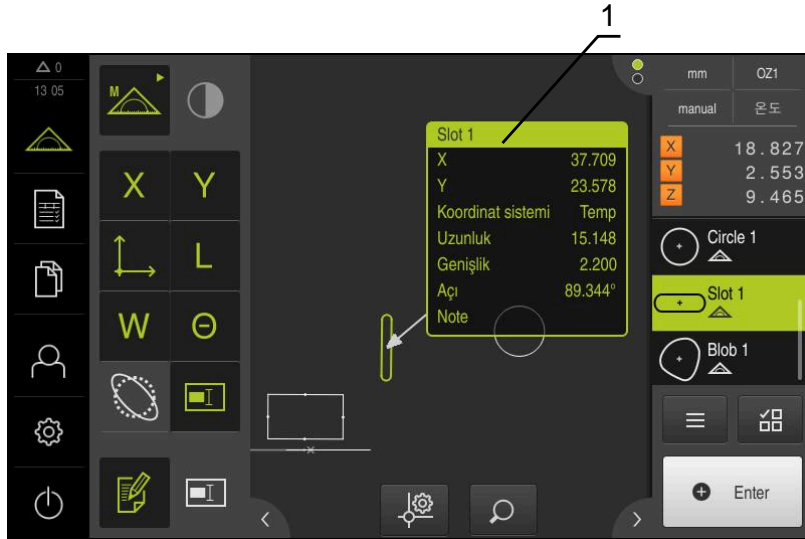 1
0
13 05
M
X
Y
L
W
Θ
Slot 1
X 37.709
Y 23.578
Koordinat sistemi Temp
Uzunluk 15.148
Genişlik 2.200
Açı 89.344°
Note
mm OZ1
manual 온도
X 18.827
Y 2.553
Z 9.465
Circle 1
Slot 1
Blob 1
Enter